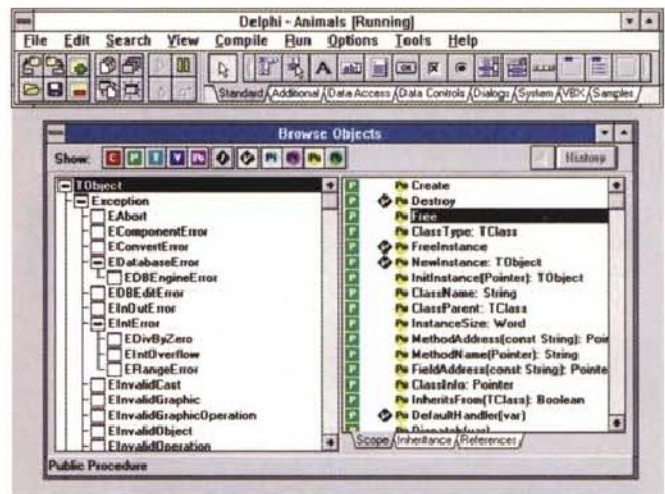 Delphi - Animals [Running]
File Edit Search View Compile Run Options Tools Help
Standard Additional Data Access Data Controls Dialogs System VBX Samples
Browse Objects
Show: C P T V History
TObject
Exception
EAbort
EComponentError
EConvertError
EDatabaseError
EDBEngineError
EDBEditError
EInOutError
EIntError
EDivByZero
EIntOverflow
ERangeError
EInvalidCast
EInvalidGraphic
EInvalidGraphicOperation
EInvalidObject
EInvalidOperation
Create
Destroy
Free
ClassType: TClass
FreeInstance
NewInstance: TObject
InitInstance(Pointer): TObject
ClassName: String
ClassParent: TClass
InstanceSize: Word
MethodAddress(const String): Poin
MethodName(Pointer): String
FieldAddress(const String): Pointe
ClassInfo: Pointer
InheritsFrom(TClass): Boolean
DefaultHandler(var)
Dispatch(var)
Scope Inheritance References
Public Procedure